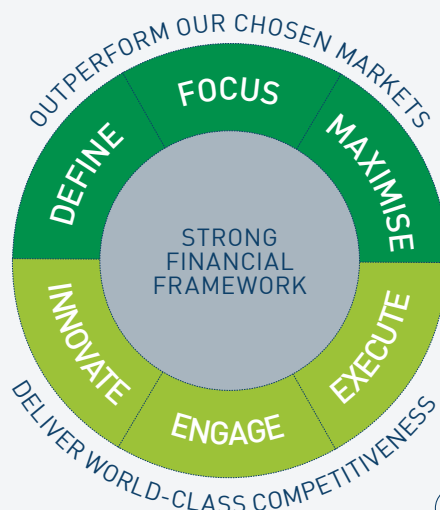 OUTPERFORM OUR CHOSEN MARKETS
DEFINE
FOCUS
MAXIMISE
STRONG
FINANCIAL
FRAMEWORK
INNOVATE
ENGAGE
EXECUTE
DELIVER WORLD-CLASS COMPETITIVENESS